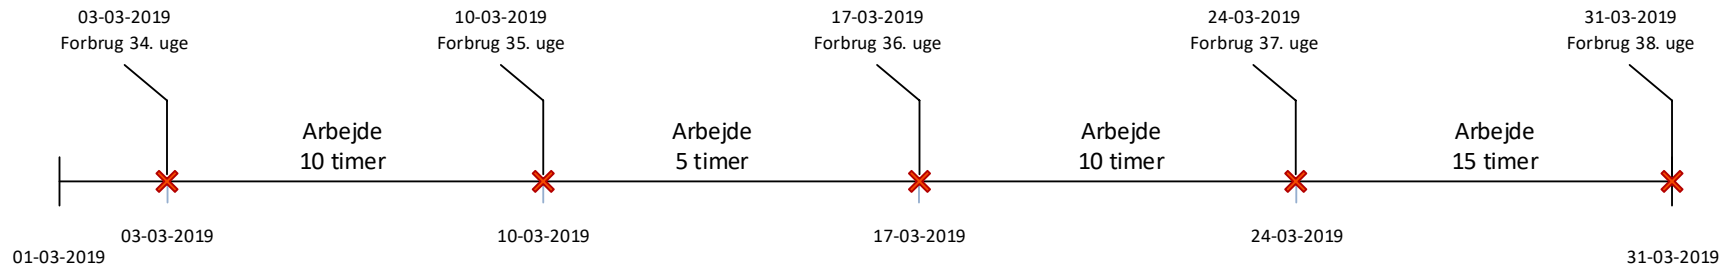 03-03-2019
Forbrug 34. uge
10-03-2019
Forbrug 35. uge
17-03-2019
Forbrug 36. uge
24-03-2019
Forbrug 37. uge
31-03-2019
Forbrug 38. uge
Arbejde
10 timer
Arbejde
5 timer
Arbejde
10 timer
Arbejde
15 timer
01-03-2019
03-03-2019
10-03-2019
17-03-2019
24-03-2019
31-03-2019